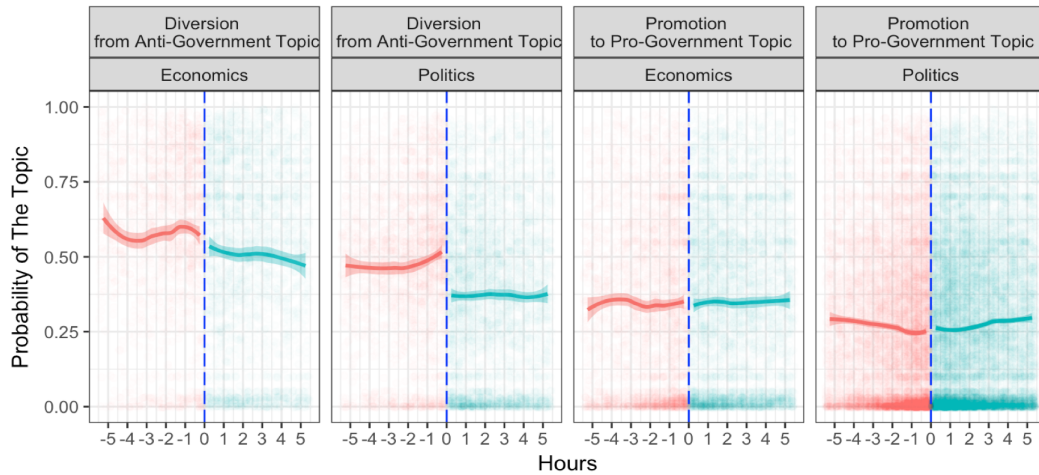 Diversion
from Anti-Government Topic
Economics
Diversion
from Anti-Government Topic
Politics
Promotion
to Pro-Government Topic
Economics
Promotion
to Pro-Government Topic
Politics
Probability of The Topic
1.00
0.75
0.50
0.25
0.00
-5 -4 -3 -2 -1 0 1 2 3 4 5
-5 -4 -3 -2 -1 0 1 2 3 4 5
-5 -4 -3 -2 -1 0 1 2 3 4 5
-5 -4 -3 -2 -1 0 1 2 3 4 5
Hours